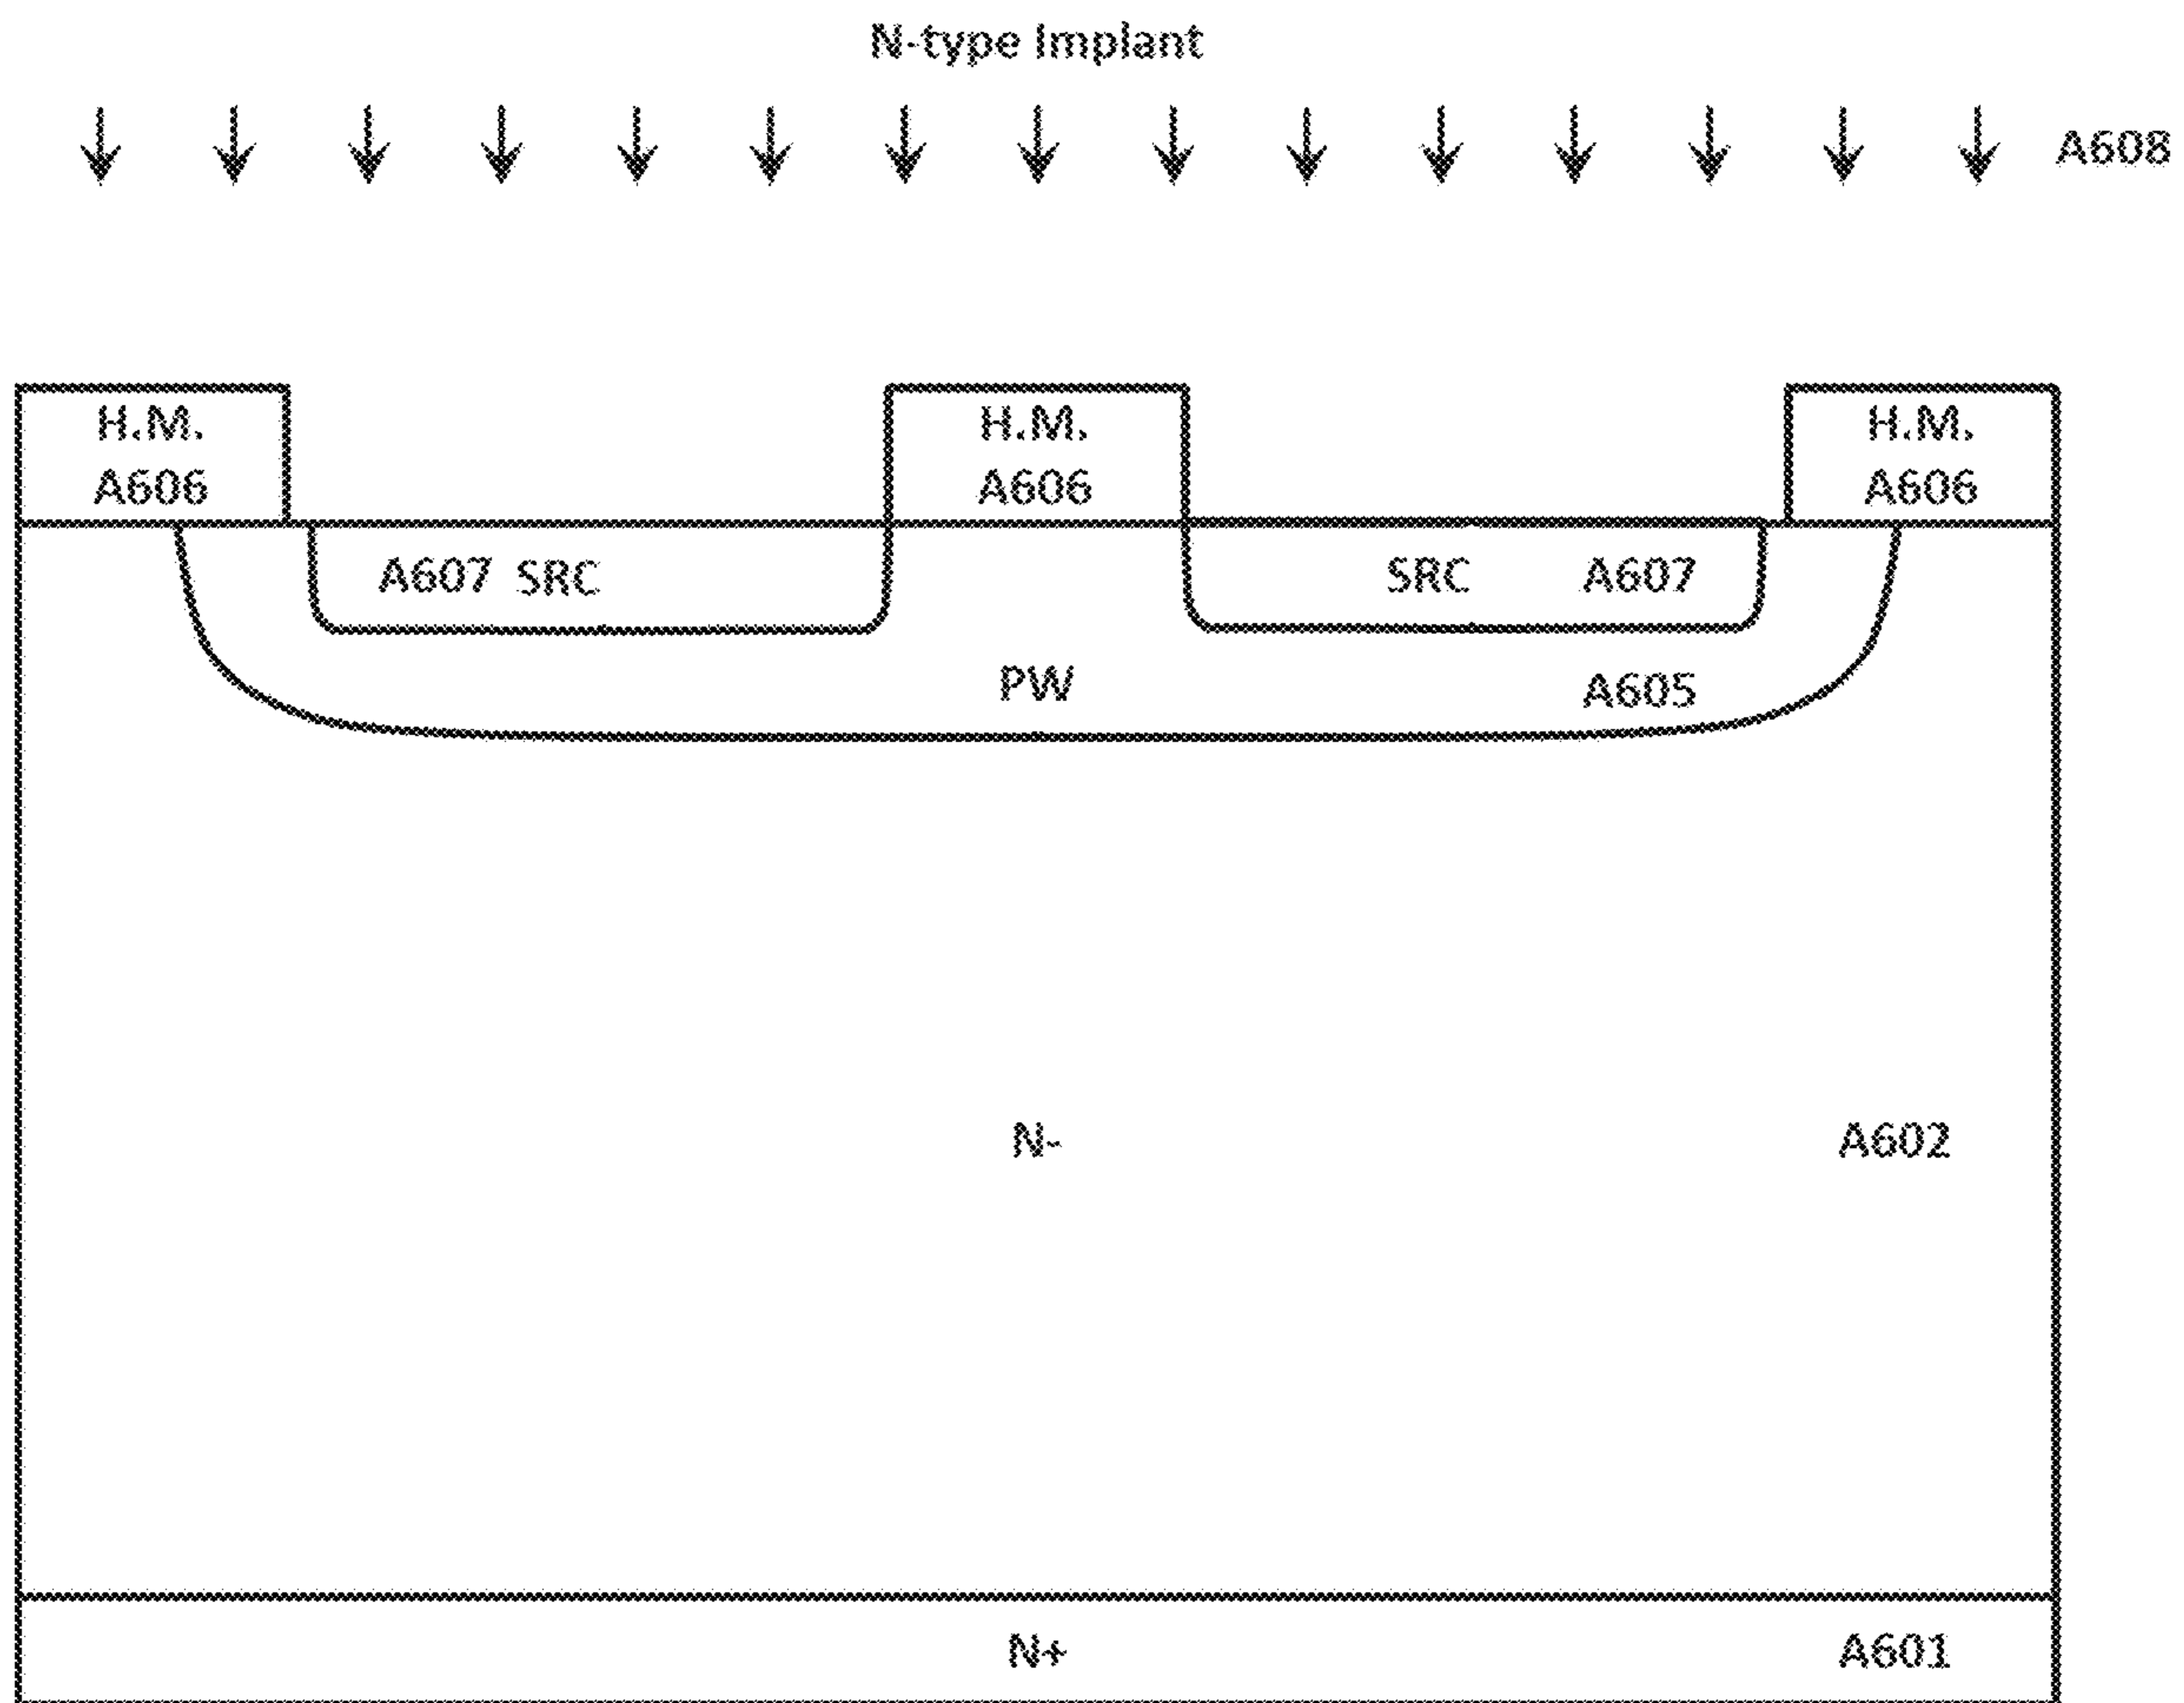 N-type Implant
A608
H.M. H.M. H.M.
A606 A606 A606
A607 SRC SRC A607
PW A605
N- A602
N+ A601